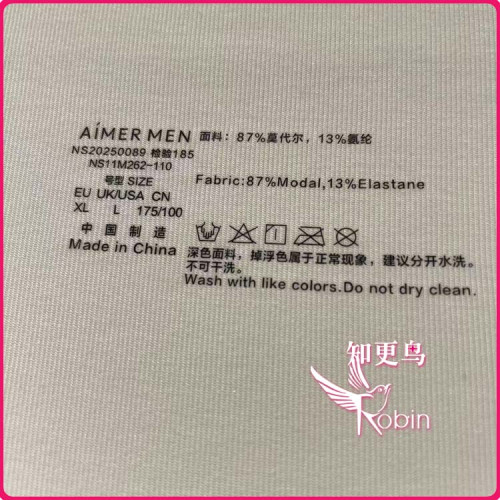 AIMER MEN
NS20250089 检验185
NS11M262-110
号型 SIZE
EU UK/USA CN
XL L 175/100
中 国 制 造
Made in China
面料：87%莫代尔，13%氨纶
Fabric:87%Modal,13%Elastane
深色面料，掉浮色属于正常现象，建议分开水洗。
不可干洗。
Wash with like colors.Do not dry clean.
知更鸟
Robin